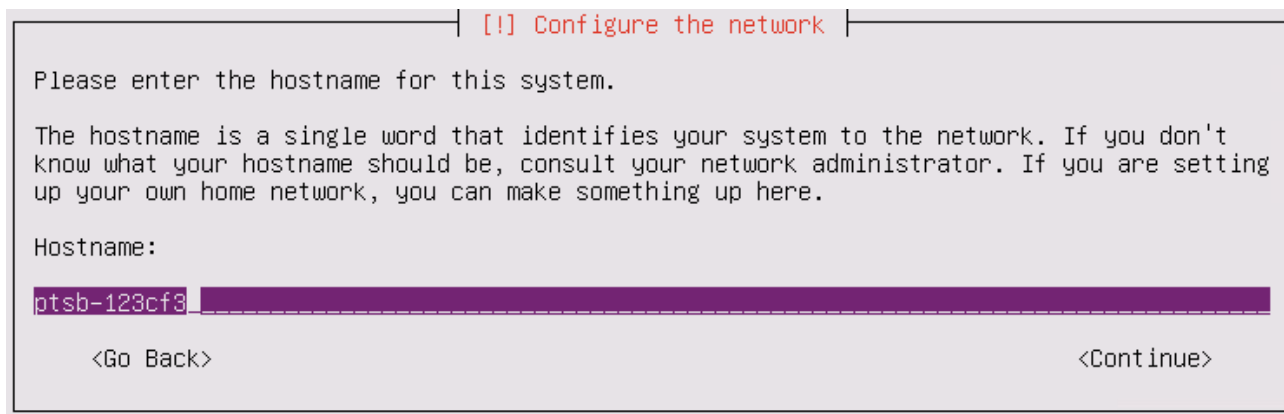 [!] Configure the network
Please enter the hostname for this system.
The hostname is a single word that identifies your system to the network. If you don't
know what your hostname should be, consult your network administrator. If you are setting
up your own home network, you can make something up here.
Hostname:
ptsb-123cf3
<Go Back> <Continue>